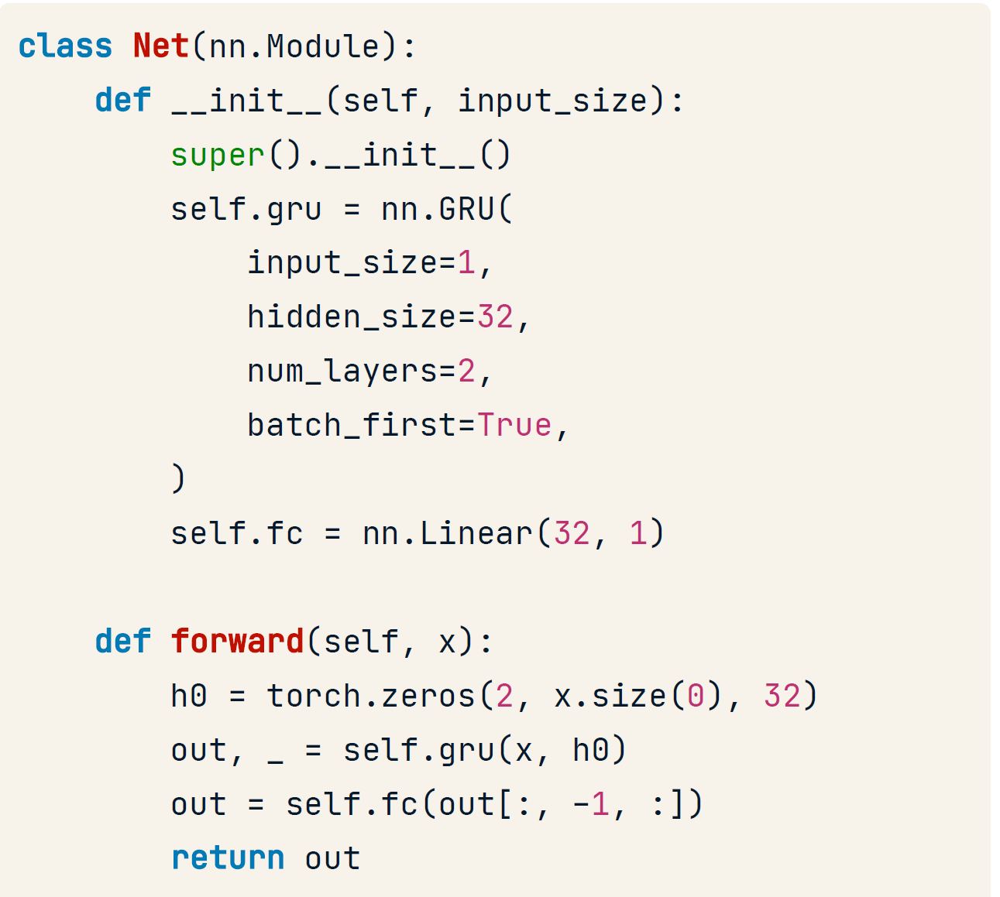 class Net(nn.Module):
    def __init__(self, input_size):
        super().__init__()
        self.gru = nn.GRU(
            input_size=1,
            hidden_size=32,
            num_layers=2,
            batch_first=True,
        )
        self.fc = nn.Linear(32, 1)

    def forward(self, x):
        h0 = torch.zeros(2, x.size(0), 32)
        out, _ = self.gru(x, h0)
        out = self.fc(out[:, -1, :])
        return out